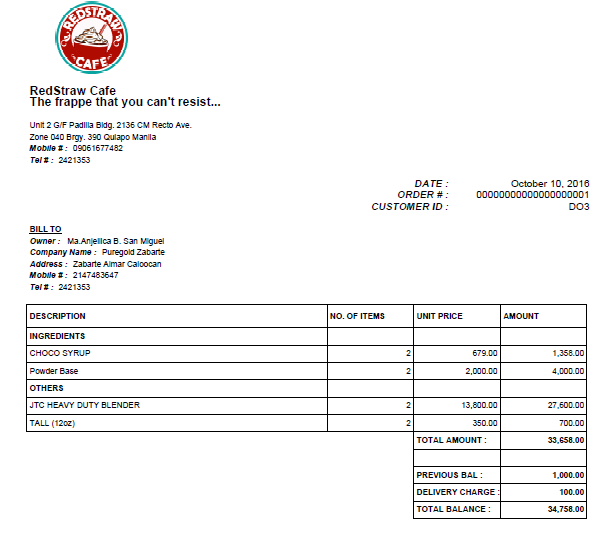 REDSTRAW
CAFE
RedStraw Cafe
The frappe that you can't resist...
Unit 2 G/F Padilla Bldg. 2136 CM Recto Ave.
Zone 040 Brgy. 390 Quiapo Manila
Mobile # : 09061677482
Tel # : 2421353
DATE : October 10, 2016
ORDER # : 00000000000000000001
CUSTOMER ID : DO3
BILL TO
Owner : Ma.Anjellica B. San Miguel
Company Name : Puregold Zabarte
Address : Zabarte Almar Caloocan
Mobile # : 2147483647
Tel # : 2421353
DESCRIPTION NO. OF ITEMS UNIT PRICE AMOUNT
INGREDIENTS
CHOCO SYRUP 2 679.00 1,358.00
Powder Base 2 2,000.00 4,000.00
OTHERS
JTC HEAVY DUTY BLENDER 2 13,800.00 27,600.00
TALL (12oz) 2 350.00 700.00
TOTAL AMOUNT : 33,658.00
PREVIOUS BAL : 1,000.00
DELIVERY CHARGE : 100.00
TOTAL BALANCE : 34,758.00